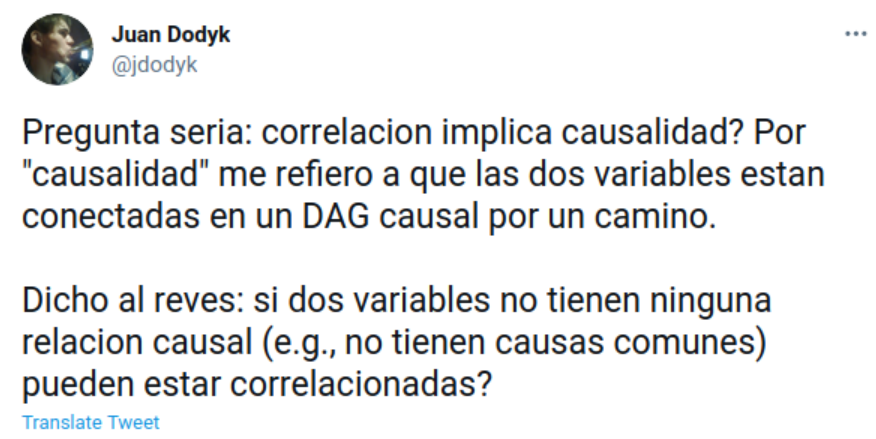 Juan Dodyk
@jdodyk
Pregunta seria: correlacion implica causalidad? Por
"causalidad" me refiero a que las dos variables estan
conectadas en un DAG causal por un camino.
Dicho al reves: si dos variables no tienen ninguna
relacion causal (e.g., no tienen causas comunes)
pueden estar correlacionadas?
Translate Tweet